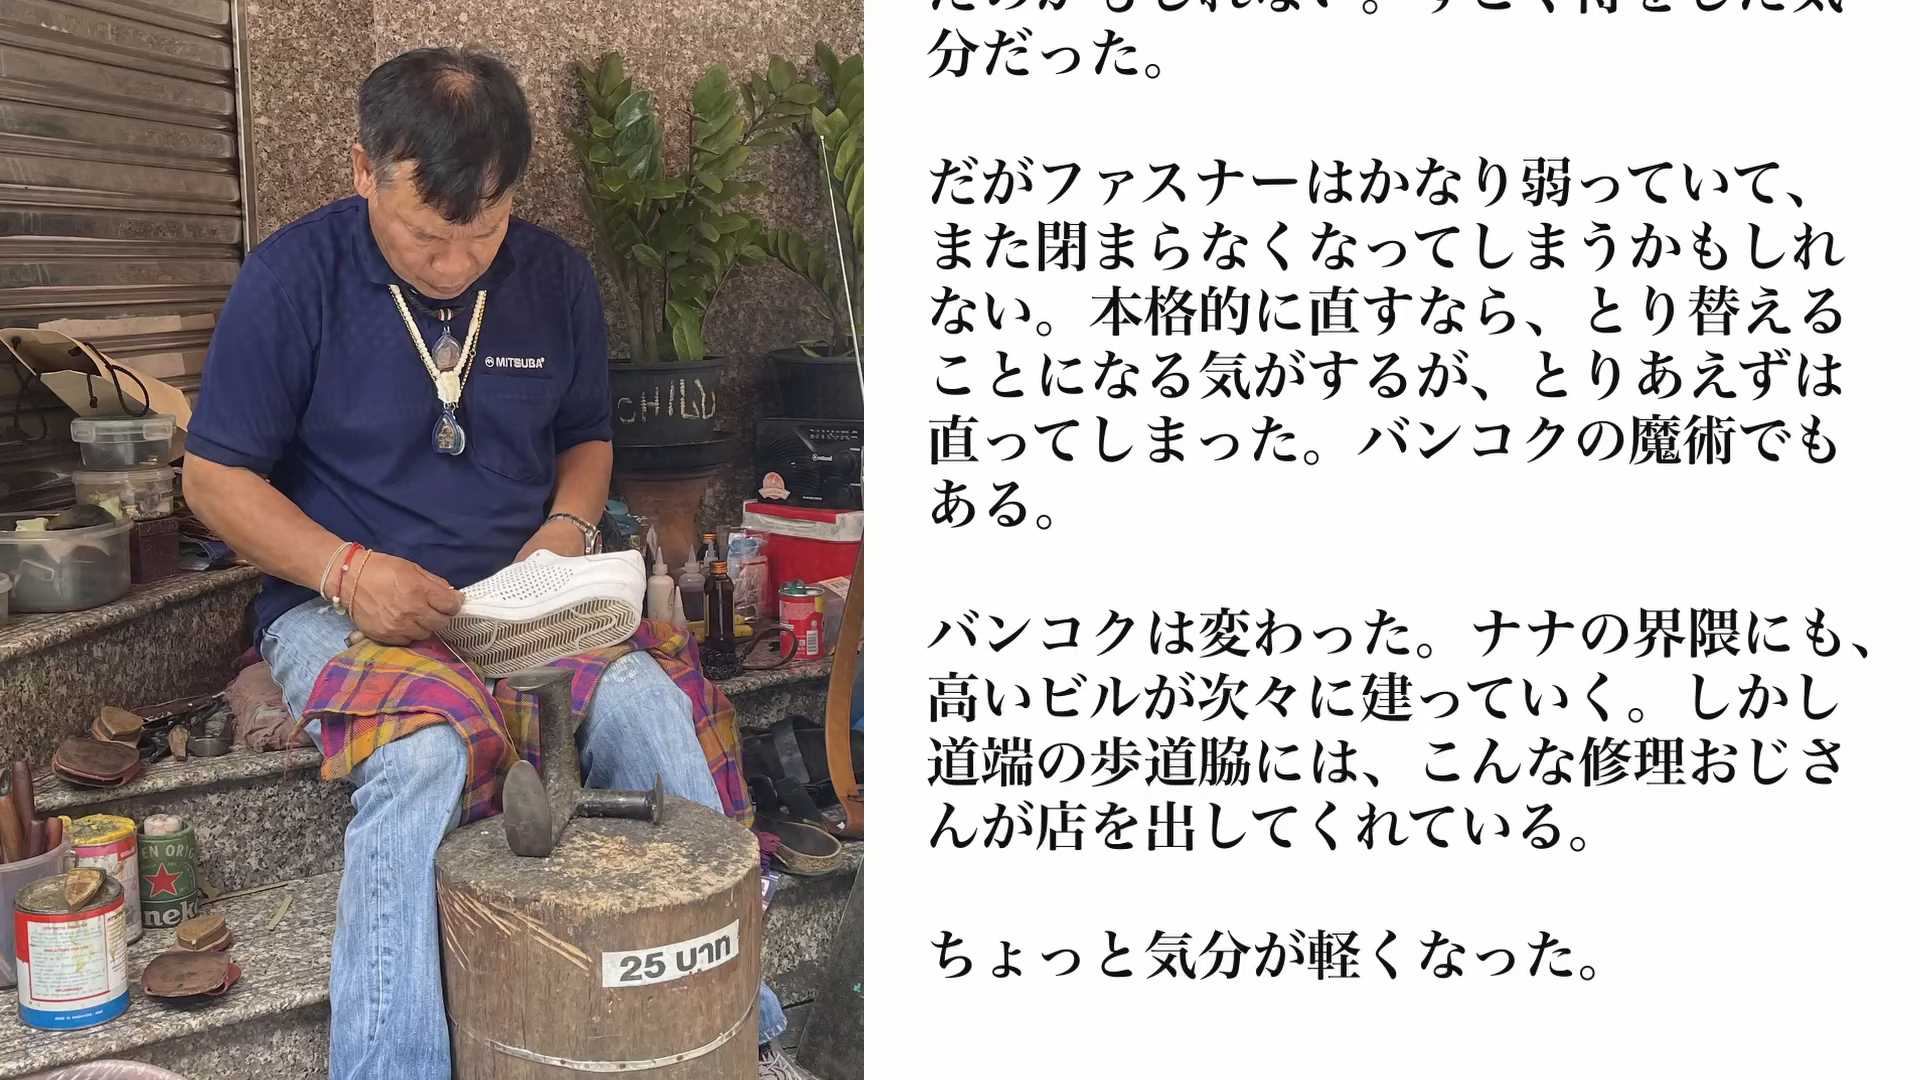 MITSUBA
CHILD
EN ORIG
25 บาท
分だった。
だがファスナーはかなり弱っていて、
また閉まらなくなってしまうかもしれ
ない。本格的に直すなら、とり替える
ことになる気がするが、とりあえずは
直ってしまった。バンコクの魔術でも
ある。
バンコクは変わった。ナナの界隈にも、
高いビルが次々に建っていく。しかし
道端の歩道脇には、こんな修理おじさ
んが店を出してくれている。
ちょっと気分が軽くなった。